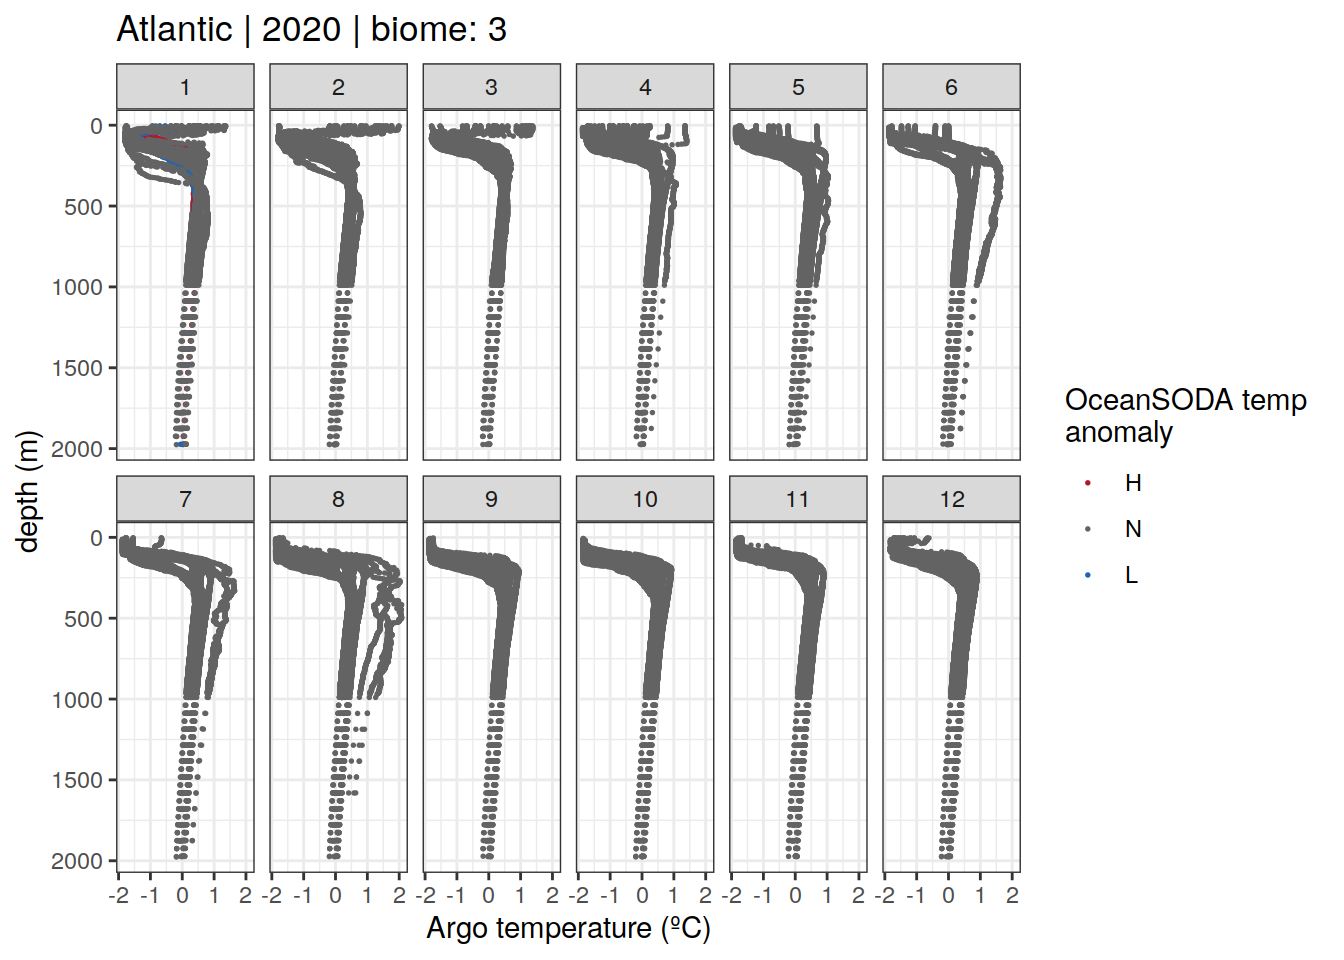 Atlantic | 2020 | biome: 3
1 2 3 4 5 6
0
500
1000
1500
2000
7 8 9 10 11 12
0
500
1000
1500
2000
-2 -1 0 1 2 -2 -1 0 1 2 -2 -1 0 1 2 -2 -1 0 1 2 -2 -1 0 1 2 -2 -1 0 1 2
Argo temperature (ºC)
depth (m)
OceanSODA temp
anomaly
H
N
L